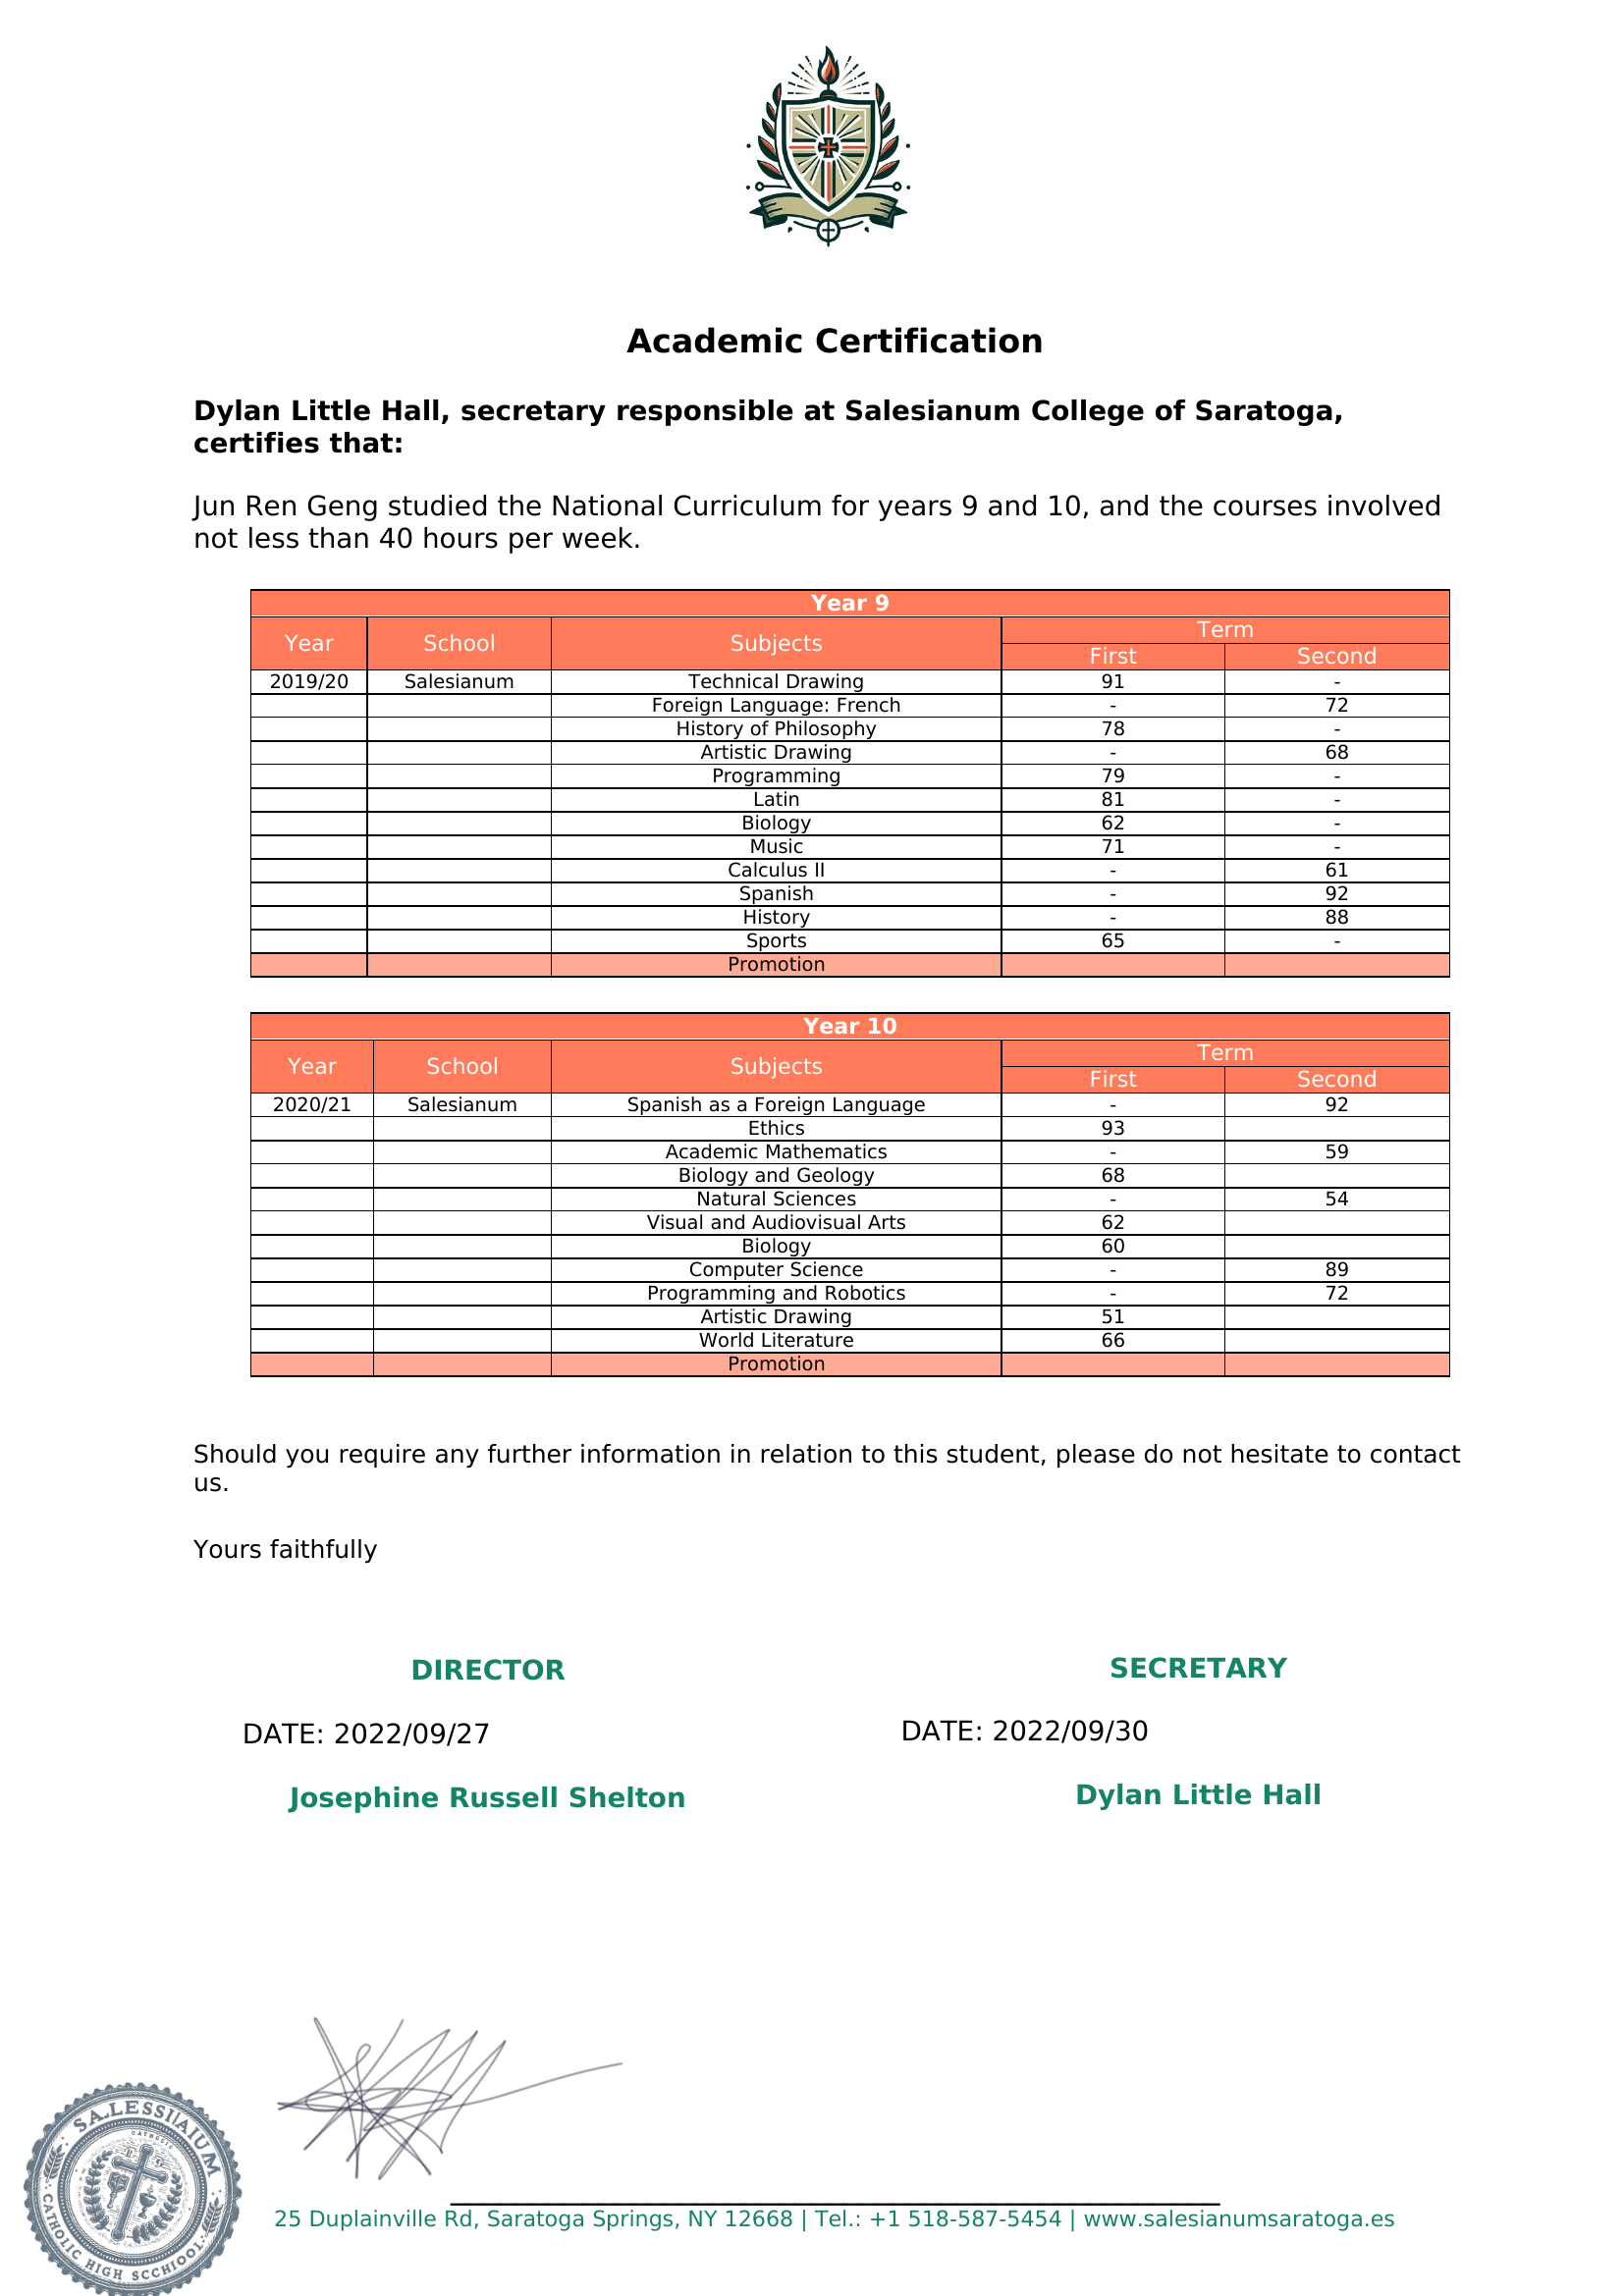 Academic Certification
Dylan Little Hall, secretary responsible at Salesianum College of Saratoga,
certifies that:
Jun Ren Geng studied the National Curriculum for years 9 and 10, and the courses involved
not less than 40 hours per week.
Year 9
Year School Subjects Term
First Second
2019/20 Salesianum Technical Drawing 91 -
Foreign Language: French - 72
History of Philosophy 78 -
Artistic Drawing - 68
Programming 79 -
Latin 81 -
Biology 62 -
Music 71 -
Calculus II - 61
Spanish - 92
History - 88
Sports 65 -
Promotion
Year 10
Year School Subjects Term
First Second
2020/21 Salesianum Spanish as a Foreign Language - 92
Ethics 93
Academic Mathematics - 59
Biology and Geology 68
Natural Sciences - 54
Visual and Audiovisual Arts 62
Biology 60
Computer Science - 89
Programming and Robotics - 72
Artistic Drawing 51
World Literature 66
Promotion
Should you require any further information in relation to this student, please do not hesitate to contact
us.
Yours faithfully
DIRECTOR
DATE: 2022/09/27
Josephine Russell Shelton
SECRETARY
DATE: 2022/09/30
Dylan Little Hall
CATHOLIC
CATHOLIC HIGH SCCHIOOL
25 Duplainville Rd, Saratoga Springs, NY 12668 | Tel.: +1 518-587-5454 | www.salesianumsaratoga.es